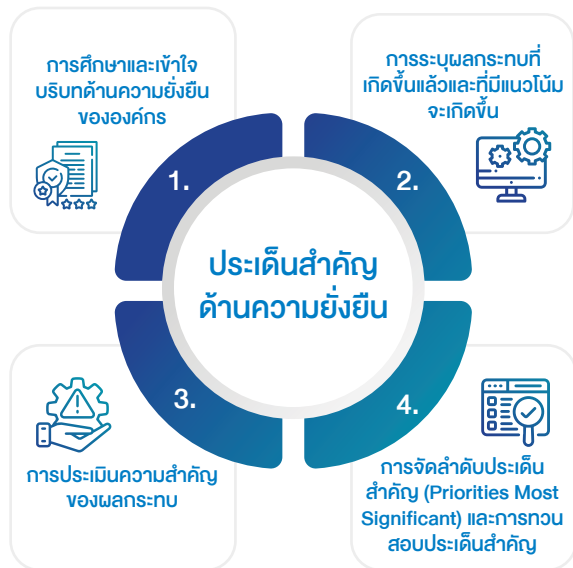 การศึกษาและเข้าใจ
บริบทด้านความยั่งยืน
ขององค์กร
1.
การระบุผลกระทบที่
เกิดขึ้นแล้วและที่มีแนวโน้ม
จะเกิดขึ้น
2.
ประเด็นสำคัญ
ด้านความยั่งยืน
3.
การประเมินความสำคัญ
ของผลกระทบ
4.
การจัดลำดับประเด็น
สำคัญ (Priorities Most
Significant) และการทวน
สอบประเด็นสำคัญ